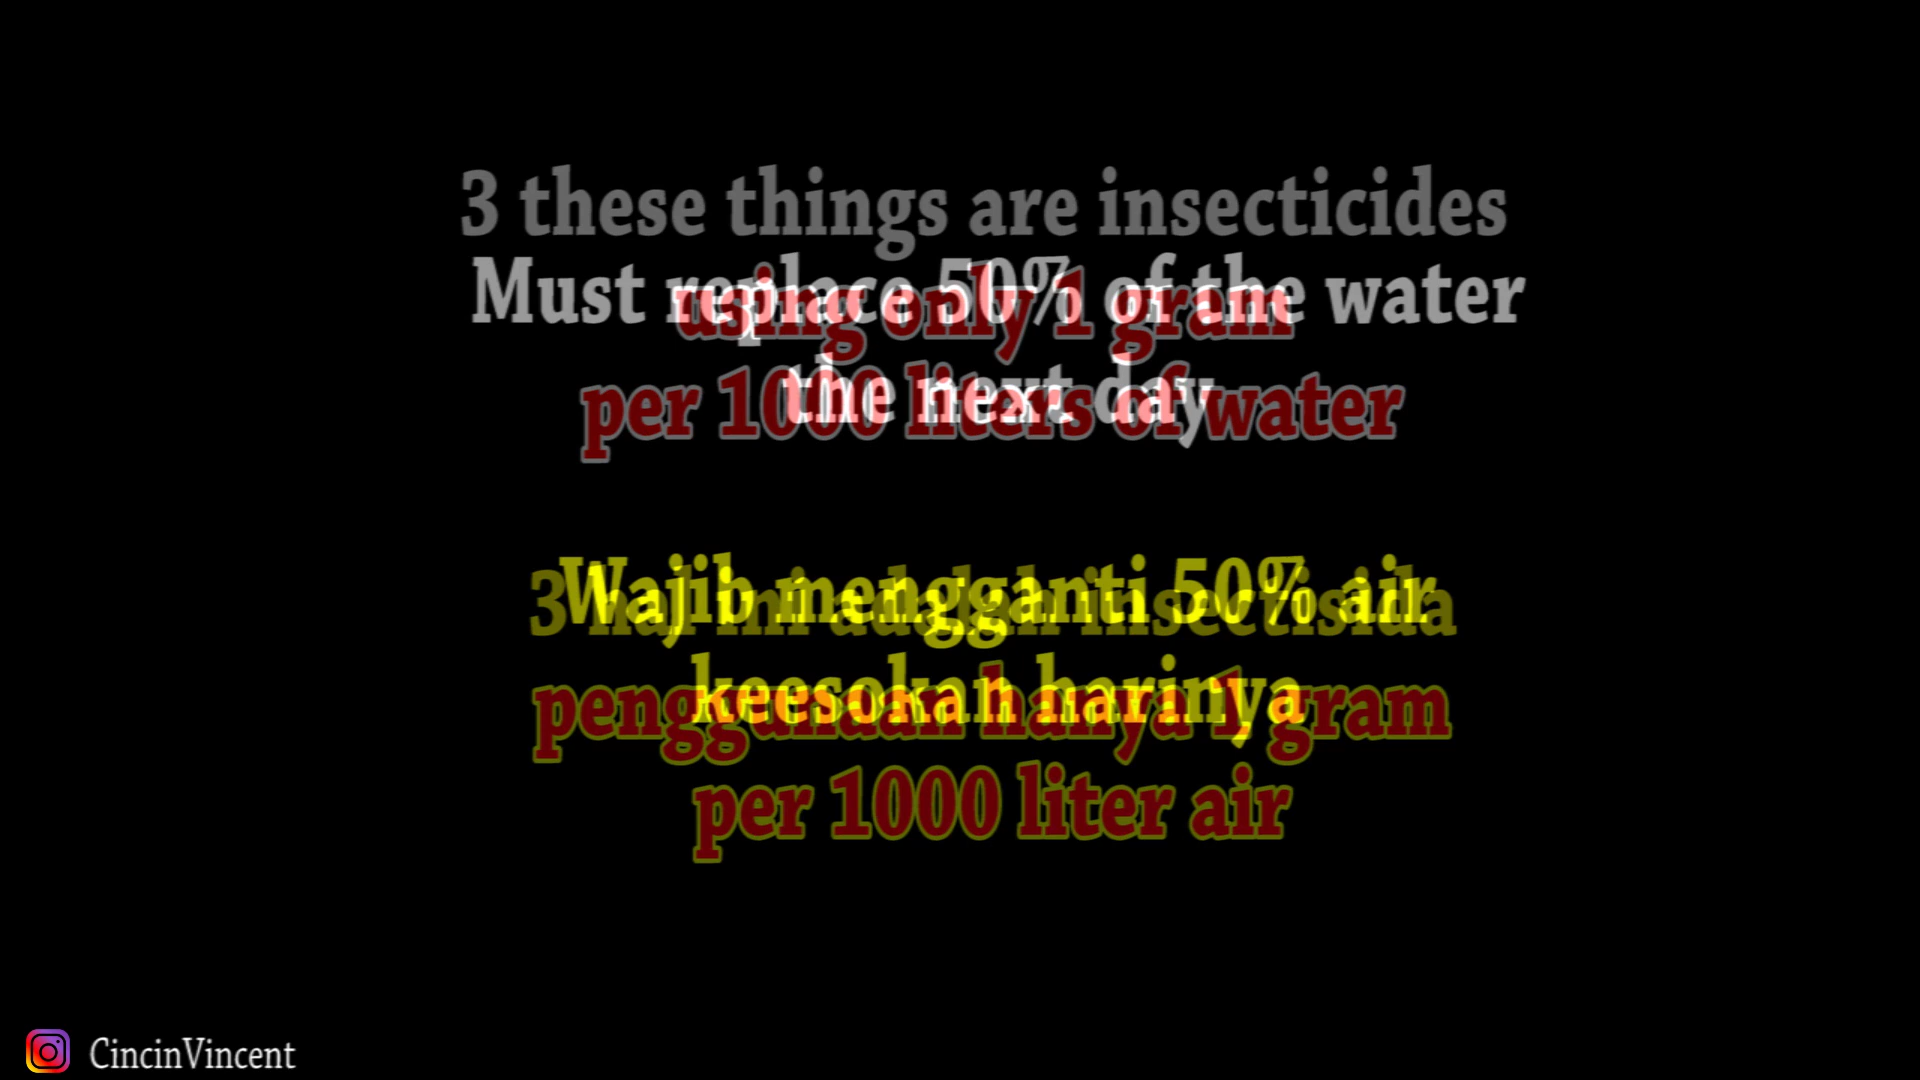 3 these things are insecticides
using only 1 gram
per 1000 liters of water
Must replace 50% of the water
the next day
3 hal ini adalah insectisida
penggunaan hanya 1 gram
per 1000 liter air
Wajib mengganti 50% air
keesokan harinya
CincinVincent